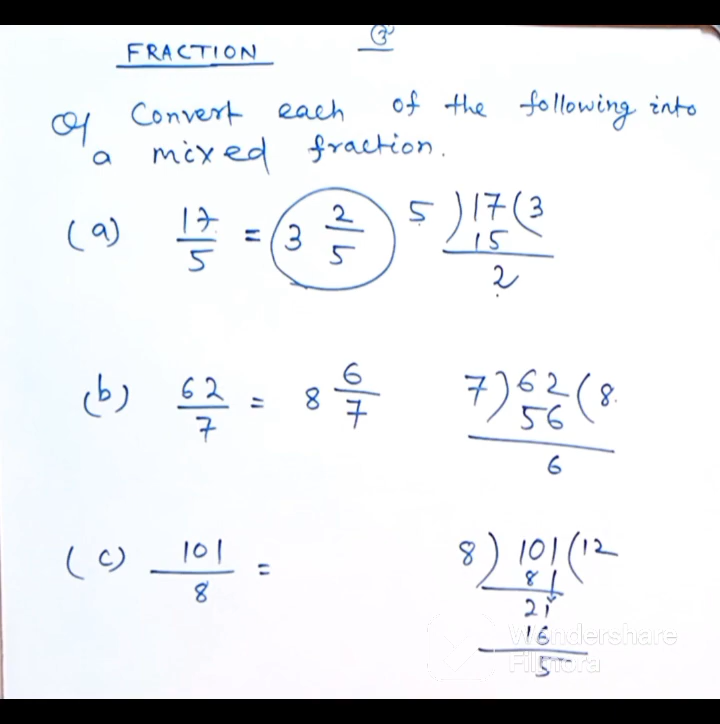 FRACTION
3
Q Convert each of the following into
a mixed fraction.
(a) 17/5 = 3 2/5 5 ) 17 ( 3
15
2
(b) 62/7 = 8 6/7 7 ) 62 ( 8.
56
6
(c) 101/8 = 8 ) 101 ( 12
8↓
21
16
5
Wondershare
Filmora